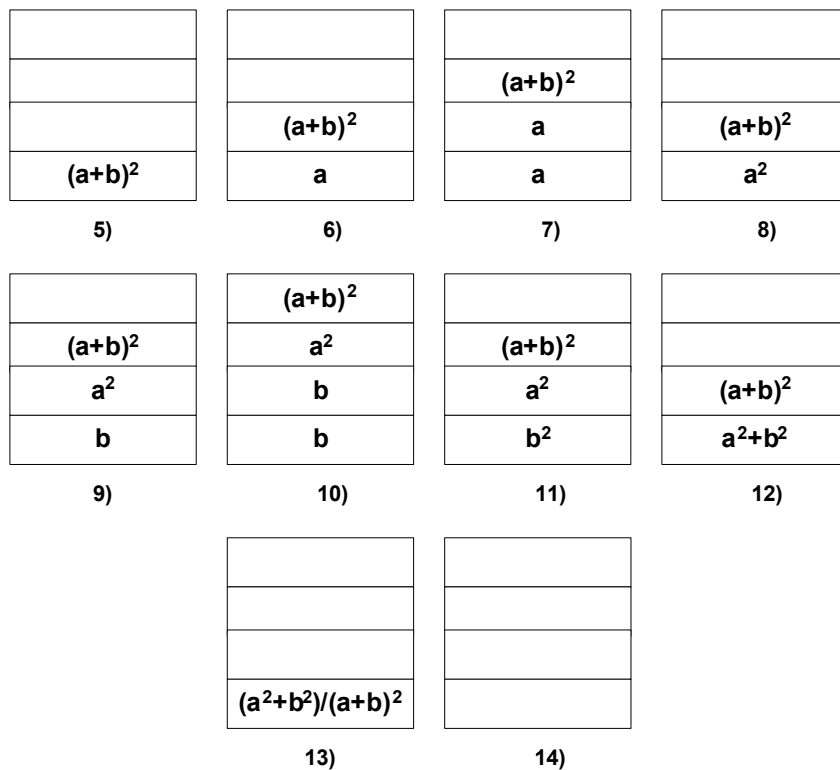 (a+b)²
(a+b)² (a+b)² a (a+b)²
(a+b)² a a a²
5) 6) 7) 8)
(a+b)²
(a+b)² a² (a+b)²
a² b a² (a+b)²
b b b² a²+b²
9) 10) 11) 12)
(a²+b²)/(a+b)²
13) 14)